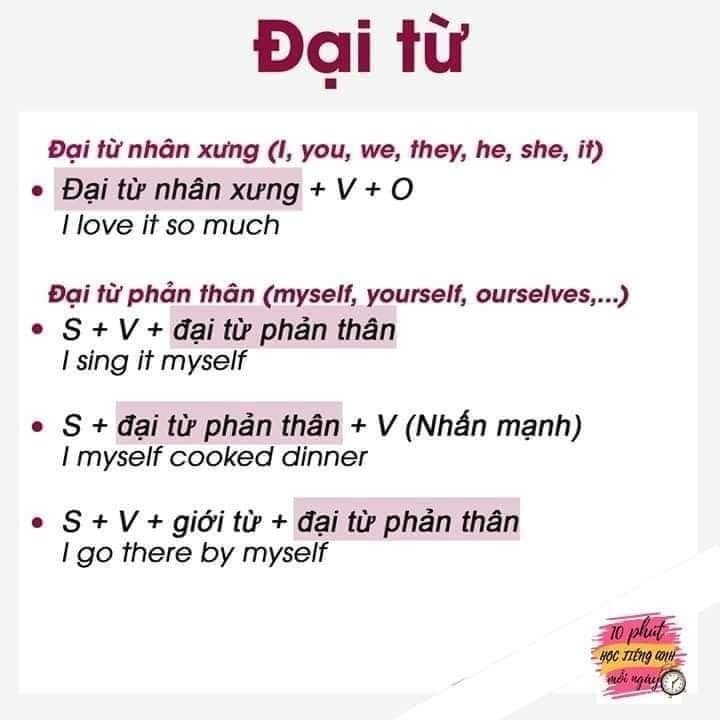 Đại từ
Đại từ nhân xưng (I, you, we, they, he, she, it)
• Đại từ nhân xưng + V + O
I love it so much
Đại từ phản thân (myself, yourself, ourselves,...)
• S + V + đại từ phản thân
I sing it myself
• S + đại từ phản thân + V (Nhấn mạnh)
I myself cooked dinner
• S + V + giới từ + đại từ phản thân
I go there by myself
10 phút
HỌC TIẾNG ANH
mỗi ngày